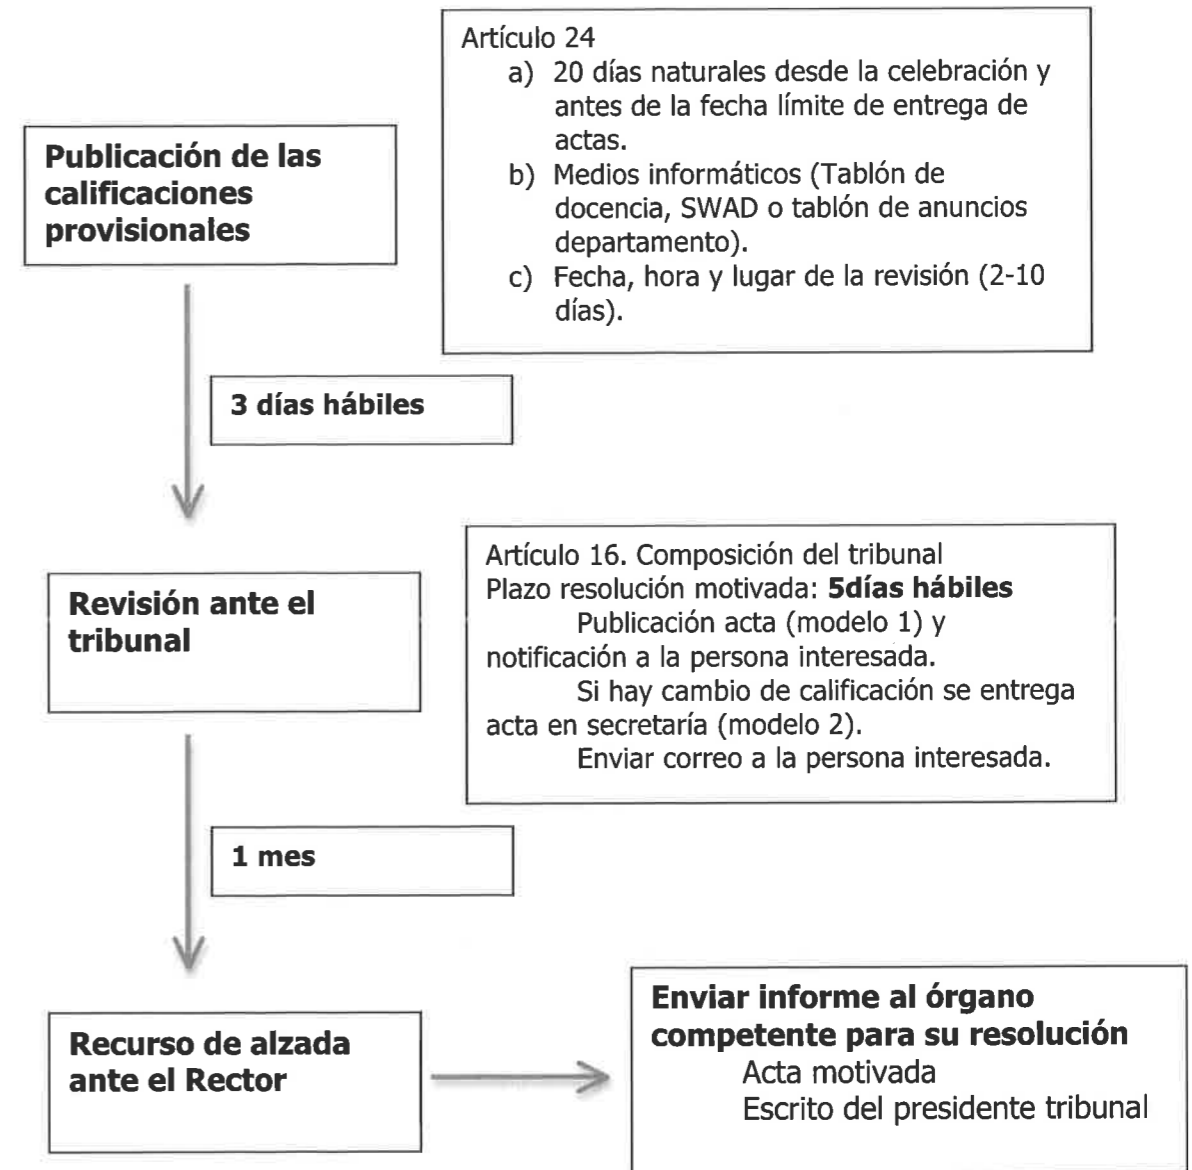 Artículo 24
a) 20 días naturales desde la celebración y
antes de la fecha límite de entrega de
actas.
b) Medios informáticos (Tablón de
docencia, SWAD o tablón de anuncios
departamento).
c) Fecha, hora y lugar de la revisión (2-10
días).
Publicación de las
calificaciones
provisionales
3 días hábiles
Artículo 16. Composición del tribunal
Plazo resolución motivada: 5días hábiles
Publicación acta (modelo 1) y
notificación a la persona interesada.
Si hay cambio de calificación se entrega
acta en secretaría (modelo 2).
Enviar correo a la persona interesada.
Revisión ante el
tribunal
1 mes
Recurso de alzada
ante el Rector
Enviar informe al órgano
competente para su resolución
Acta motivada
Escrito del presidente tribunal